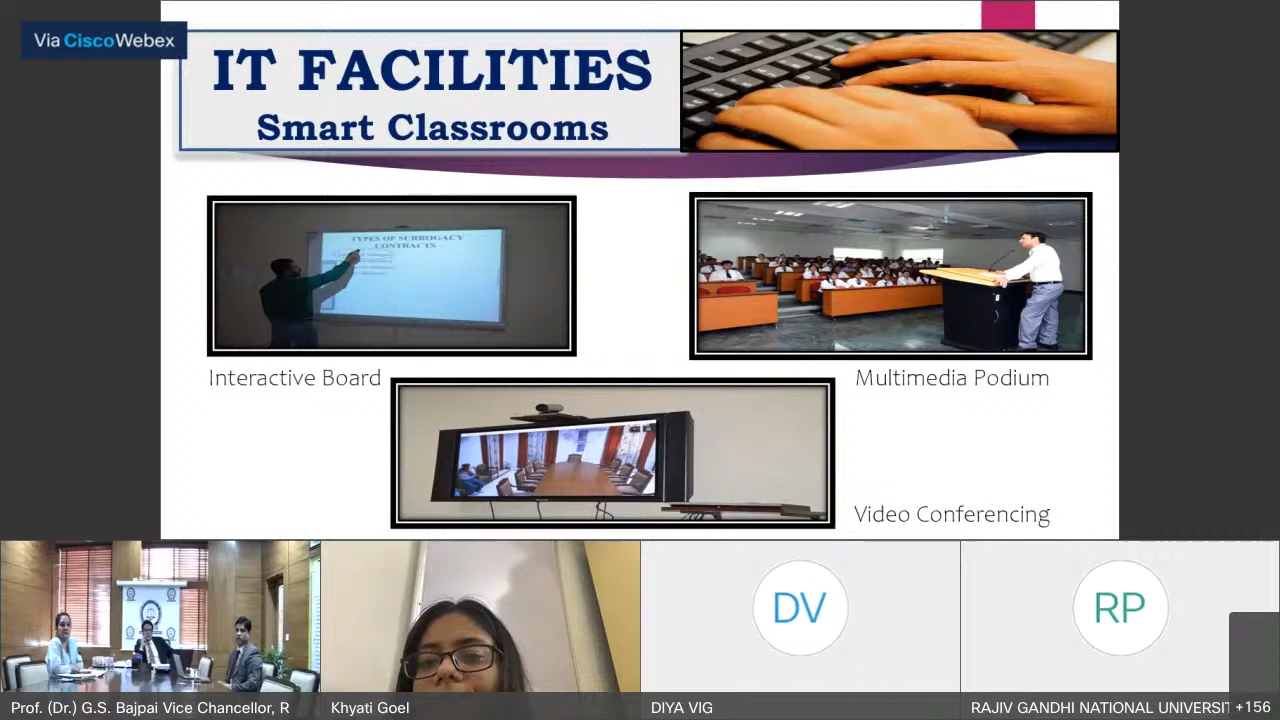 Via CiscoWebex
IT FACILITIES
Smart Classrooms
TYPES OF SURROGACY
CONTRACTS
Interactive Board
Multimedia Podium
Video Conferencing
DV
RP
Prof. (Dr.) G.S. Bajpai Vice Chancellor, R
Khyati Goel
DIYA VIG
RAJIV GANDHI NATIONAL UNIVERSIT
+156